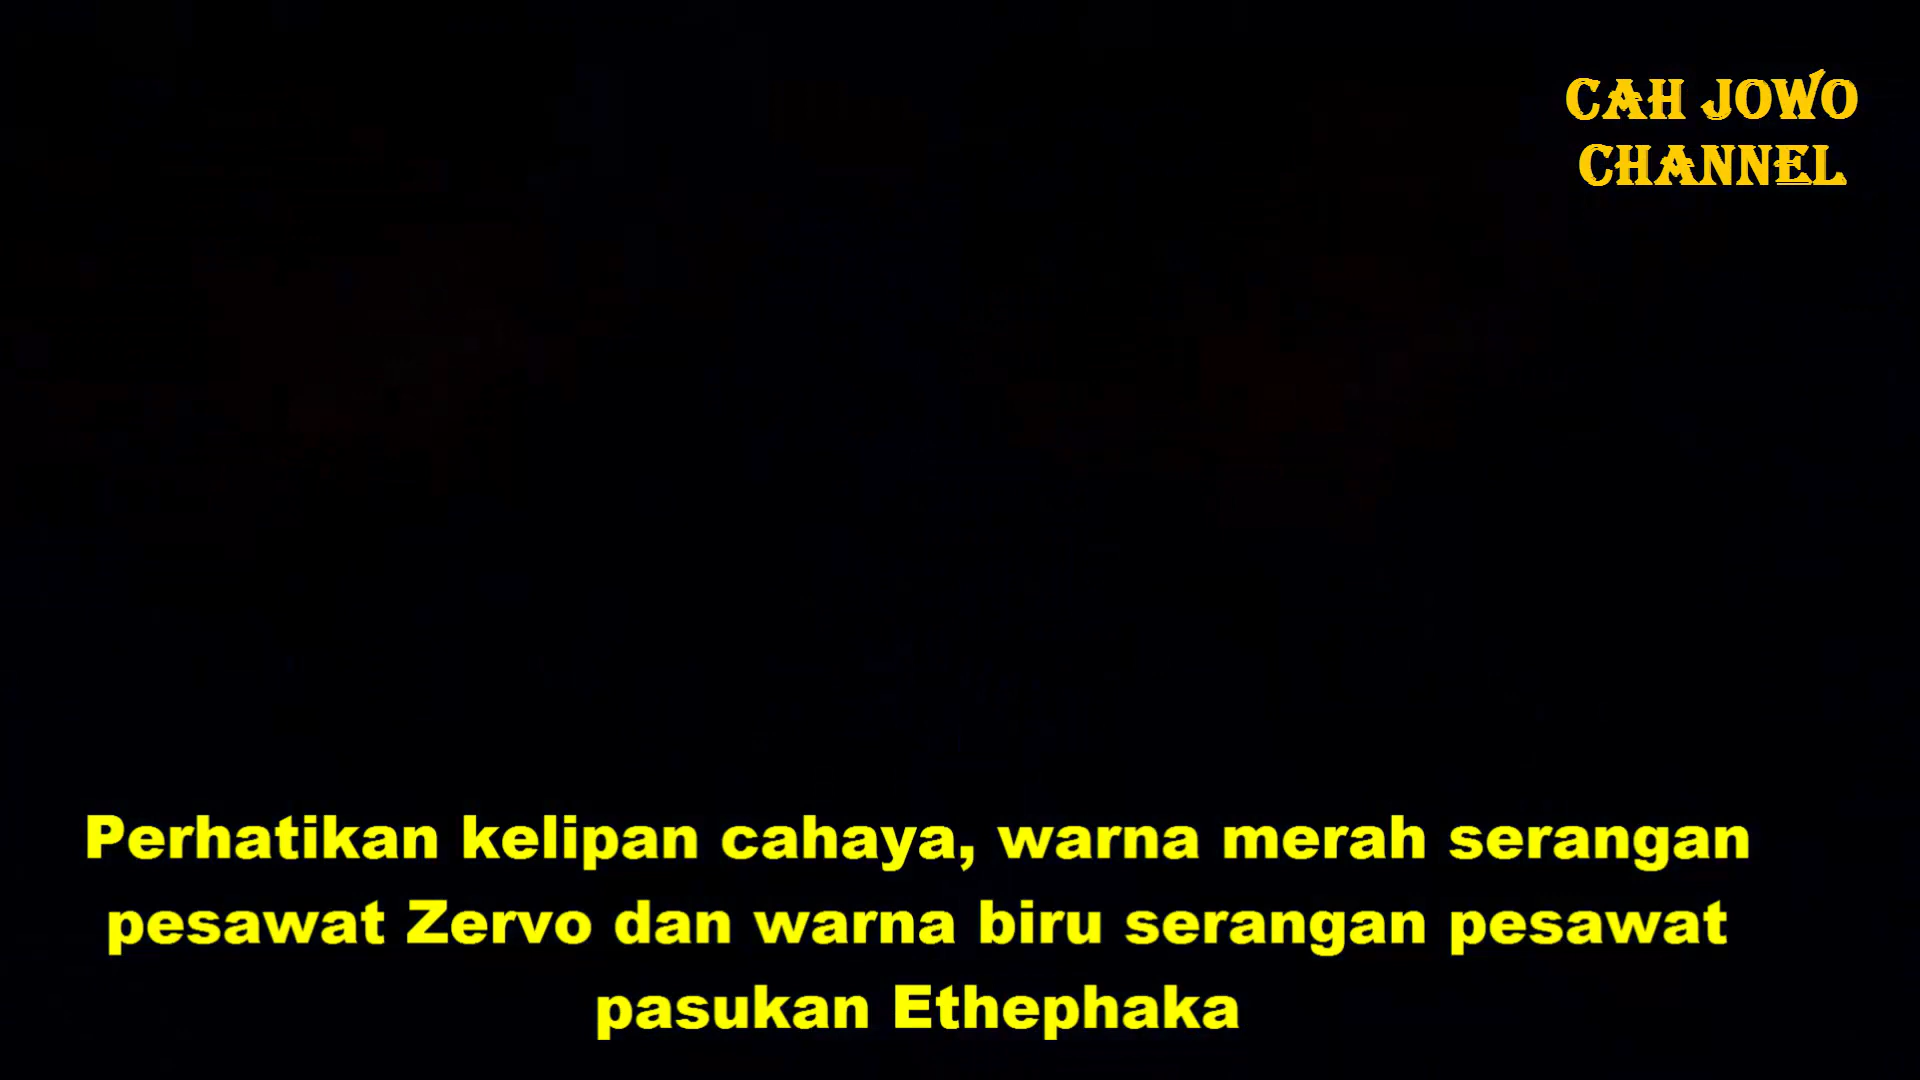 CAH JOWO
CHANNEL
Perhatikan kelipan cahaya, warna merah serangan
pesawat Zervo dan warna biru serangan pesawat
pasukan Ethephaka